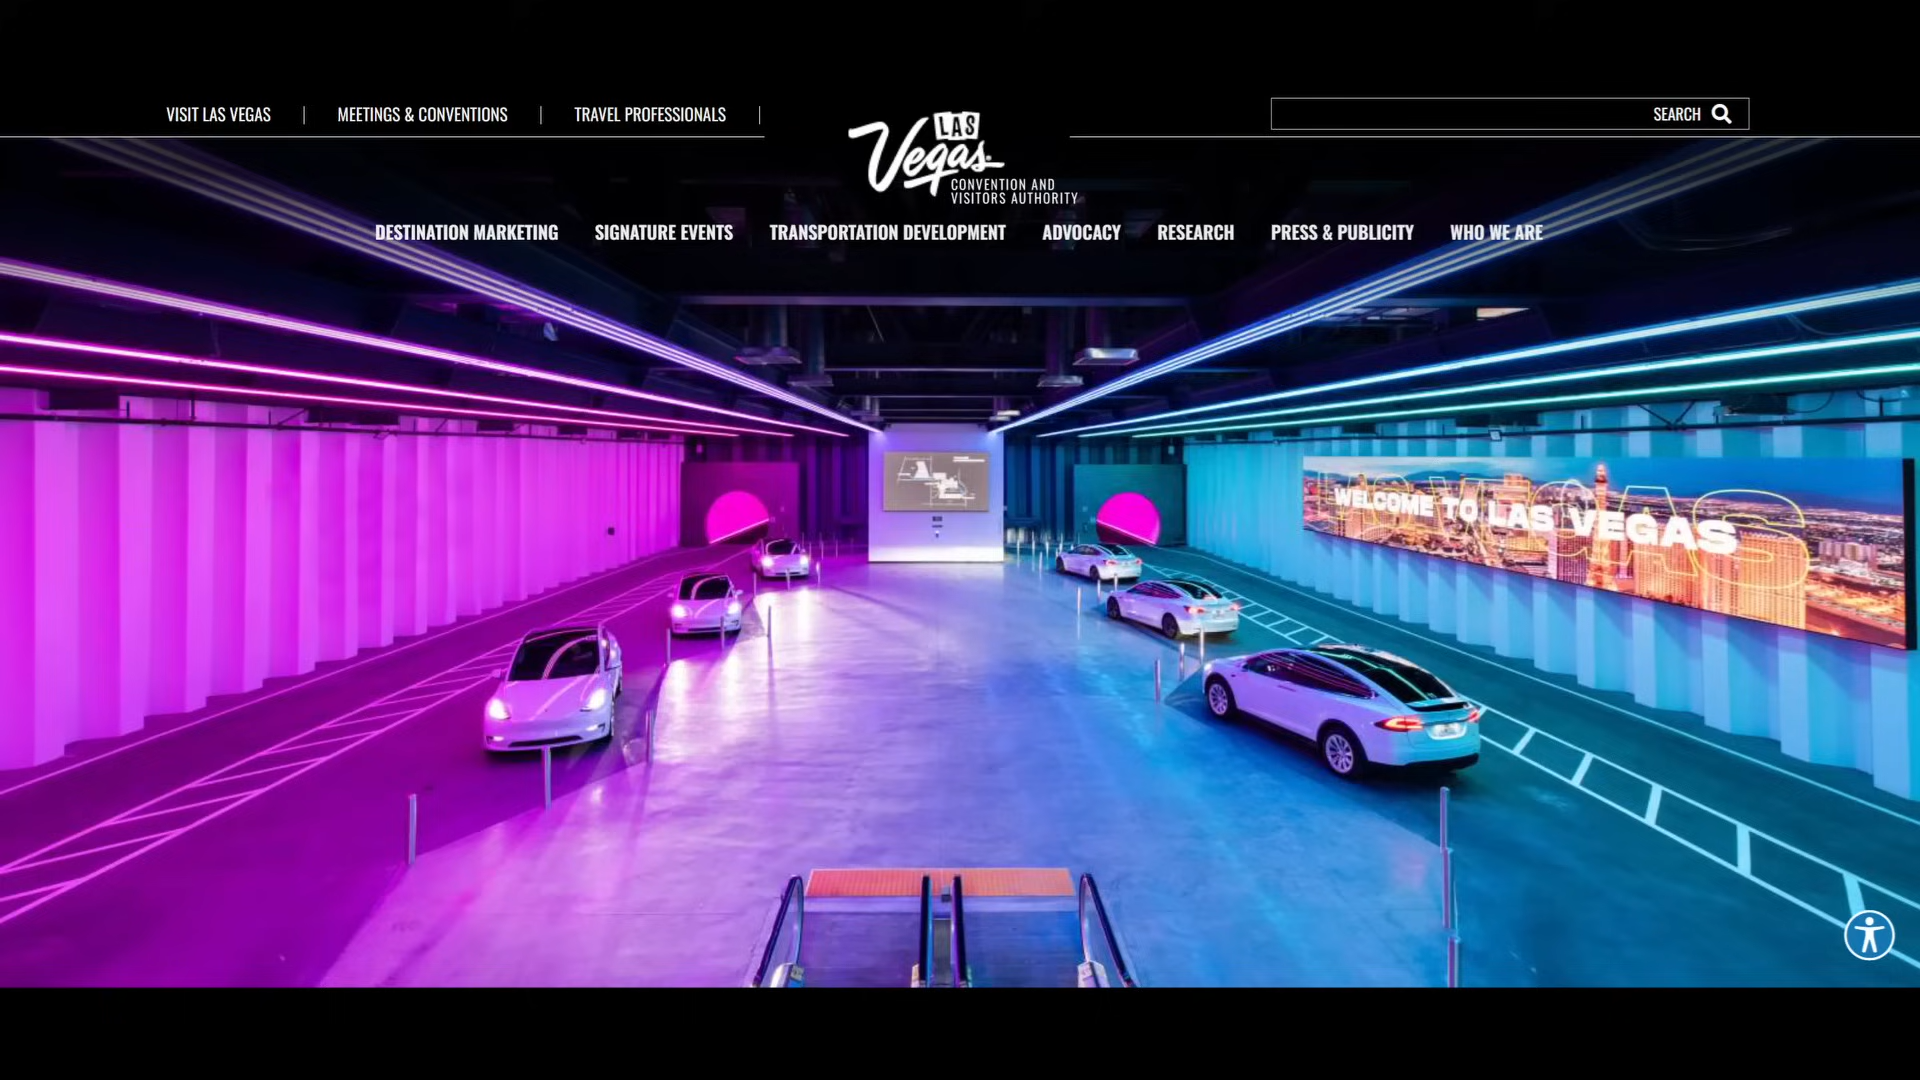 VISIT LAS VEGAS
MEETINGS & CONVENTIONS
TRAVEL PROFESSIONALS
SEARCH
LAS
Vegas
CONVENTION AND
VISITORS AUTHORITY
DESTINATION MARKETING
SIGNATURE EVENTS
TRANSPORTATION DEVELOPMENT
ADVOCACY
RESEARCH
PRESS & PUBLICITY
WHO WE ARE
WELCOME TO LAS VEGAS